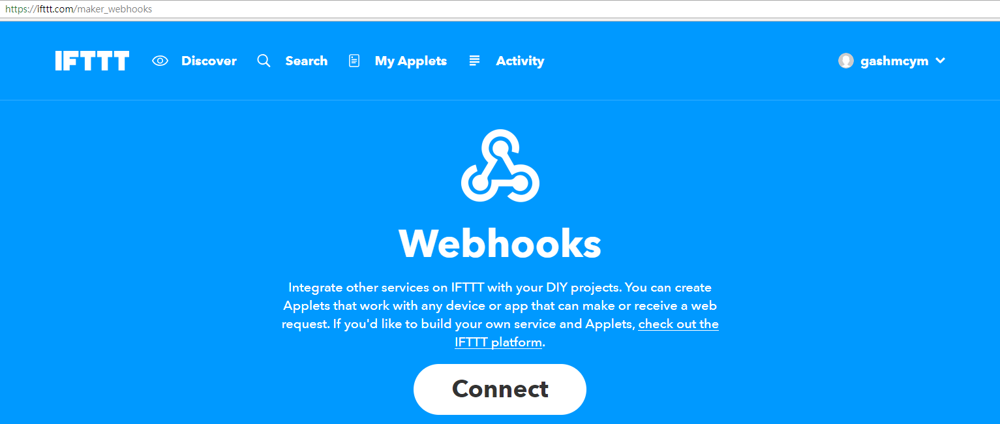 https://ifttt.com/maker_webhooks
IFTTT Discover Search My Applets Activity gashmcym
Webhooks
Integrate other services on IFTTT with your DIY projects. You can create
Applets that work with any device or app that can make or receive a web
request. If you'd like to build your own service and Applets, check out the
IFTTT platform.
Connect